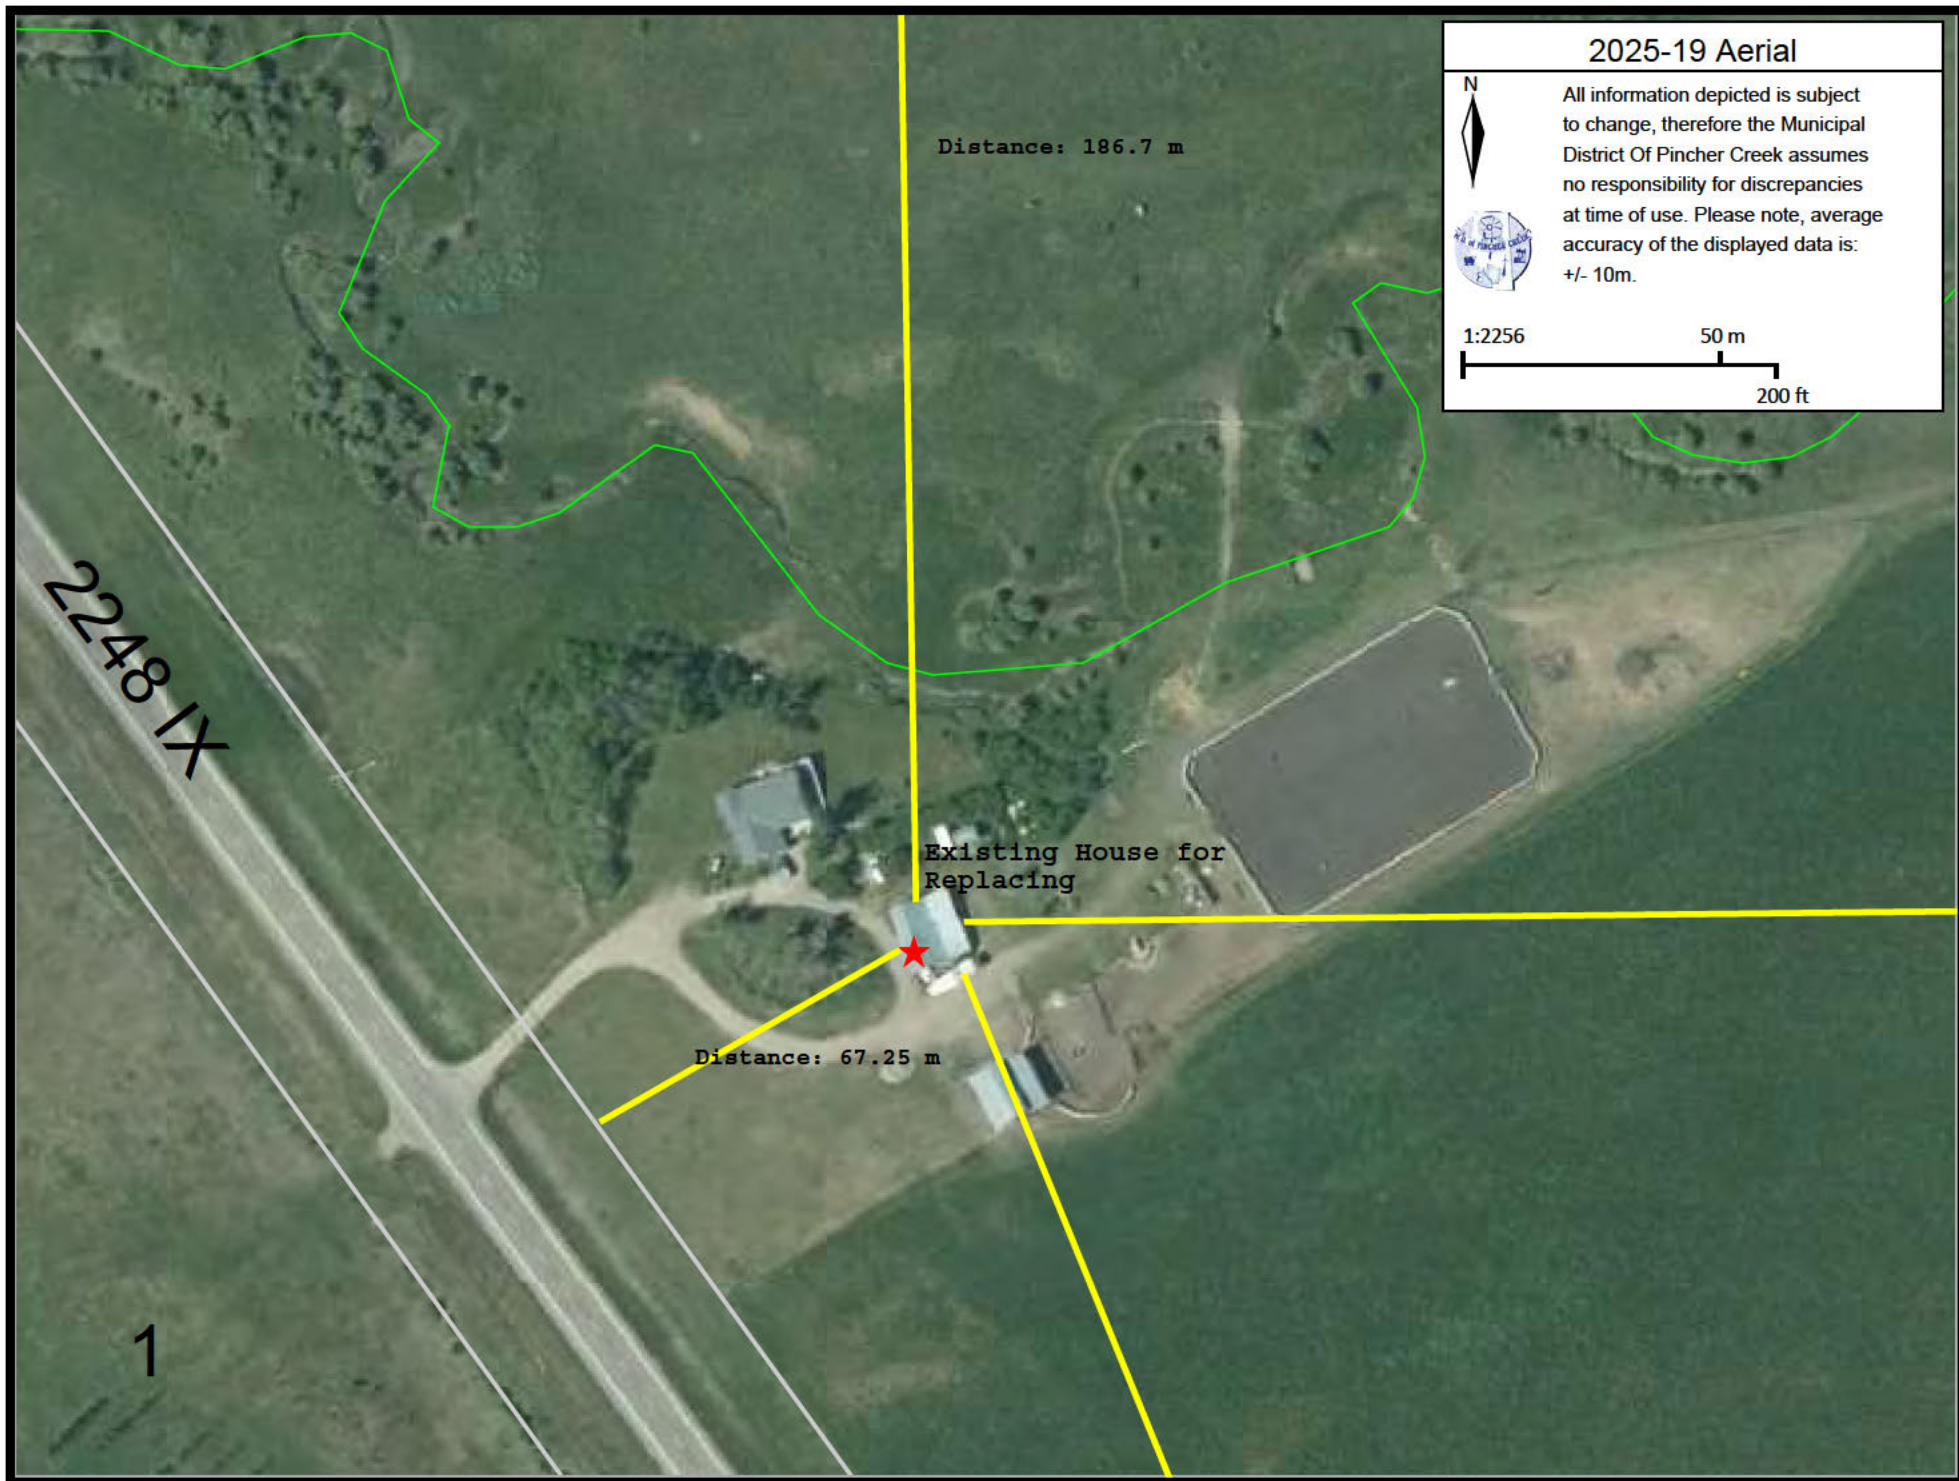 2025-19 Aerial
N
All information depicted is subject
to change, therefore the Municipal
District Of Pincher Creek assumes
no responsibility for discrepancies
at time of use. Please note, average
accuracy of the displayed data is:
+/- 10m.
1:2256
50 m
200 ft
Distance: 186.7 m
2248 IX
Existing House for
Replacing
Distance: 67.25 m
1